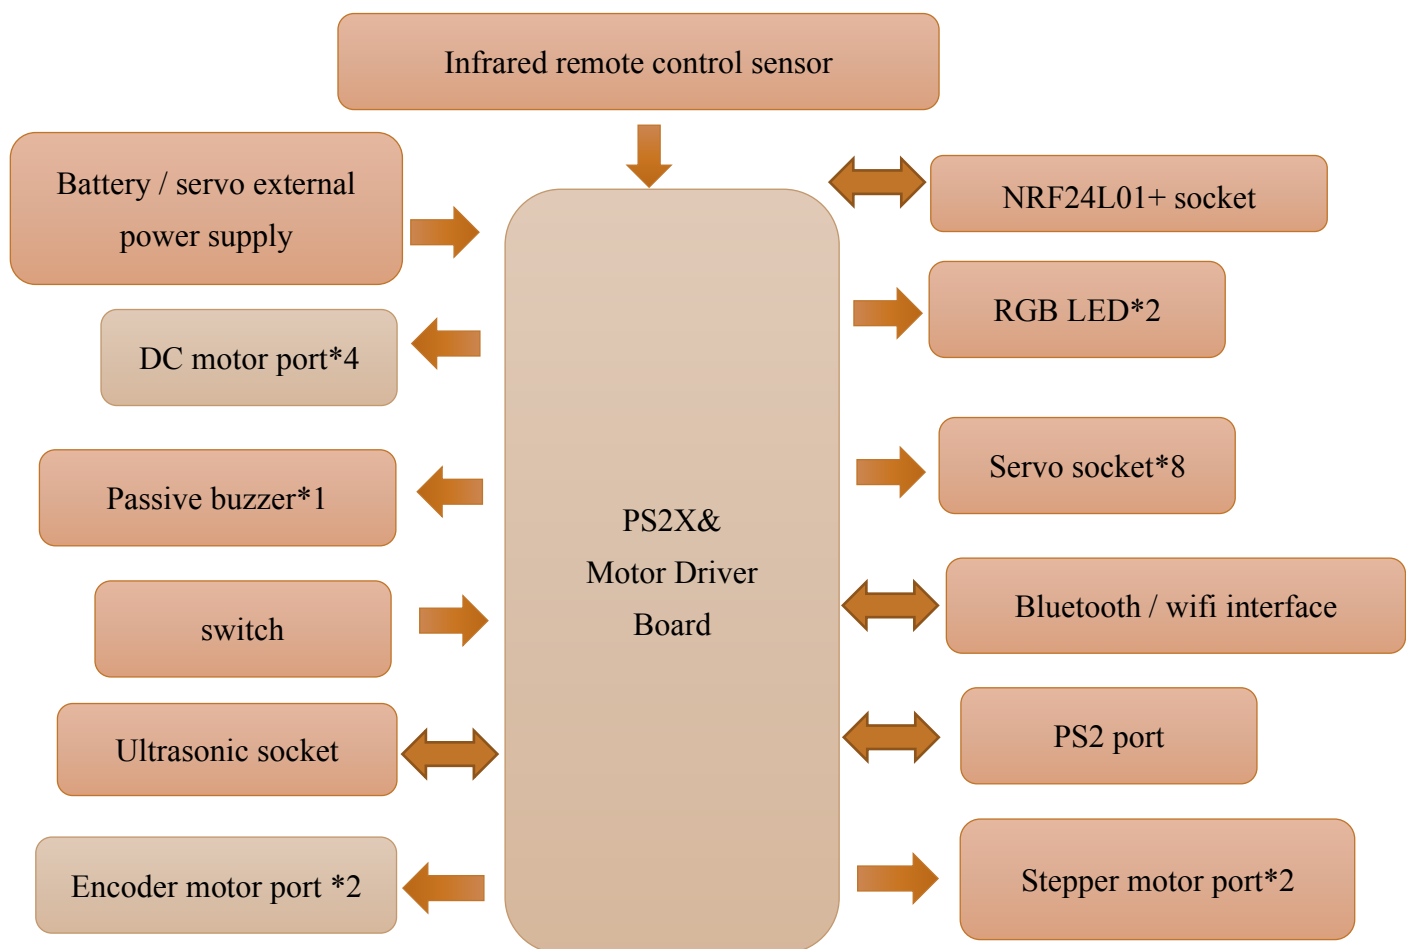 Infrared remote control sensor
Battery / servo external
power supply
NRF24L01+ socket
RGB LED*2
DC motor port*4
Servo socket*8
Passive buzzer*1
PS2X&
Motor Driver
Board
Bluetooth / wifi interface
switch
PS2 port
Ultrasonic socket
Stepper motor port*2
Encoder motor port *2